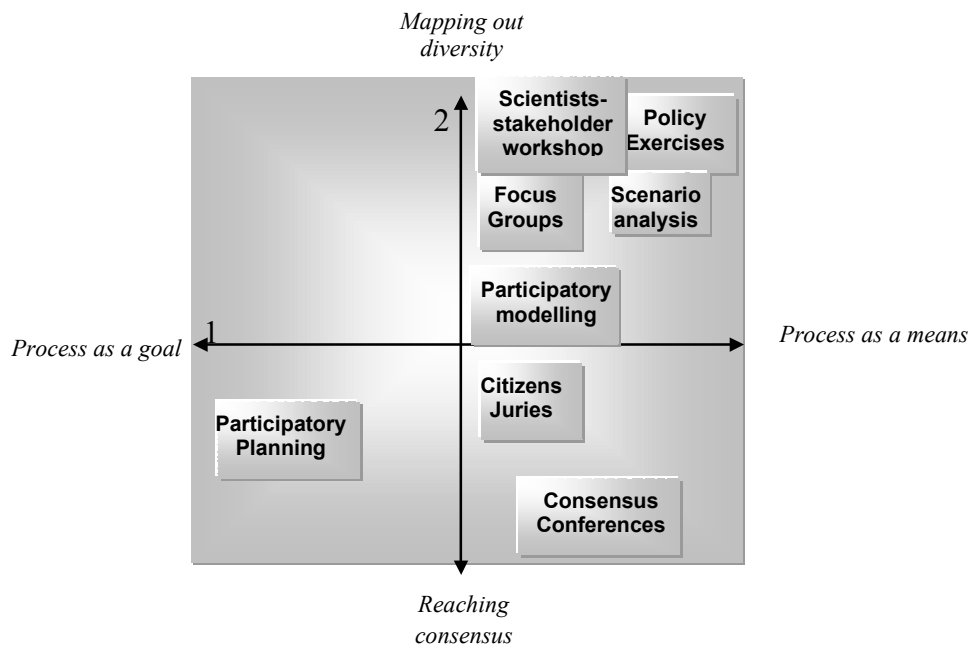 Mapping out
diversity
2
Scientists-
stakeholder
workshop
Policy
Exercises
Focus
Groups
Scenario
analysis
Participatory
modelling
1
Process as a goal
Process as a means
Citizens
Juries
Participatory
Planning
Consensus
Conferences
Reaching
consensus